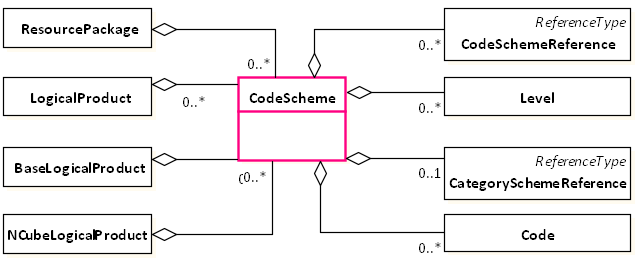 ResourcePackage
0..*
LogicalProduct
0..*
BaseLogicalProduct
(0..*
NCubeLogicalProduct
CodeScheme
ReferenceType
CodeSchemeReference
0..*
Level
0..*
ReferenceType
CategorySchemeReference
0..1
Code
0..*